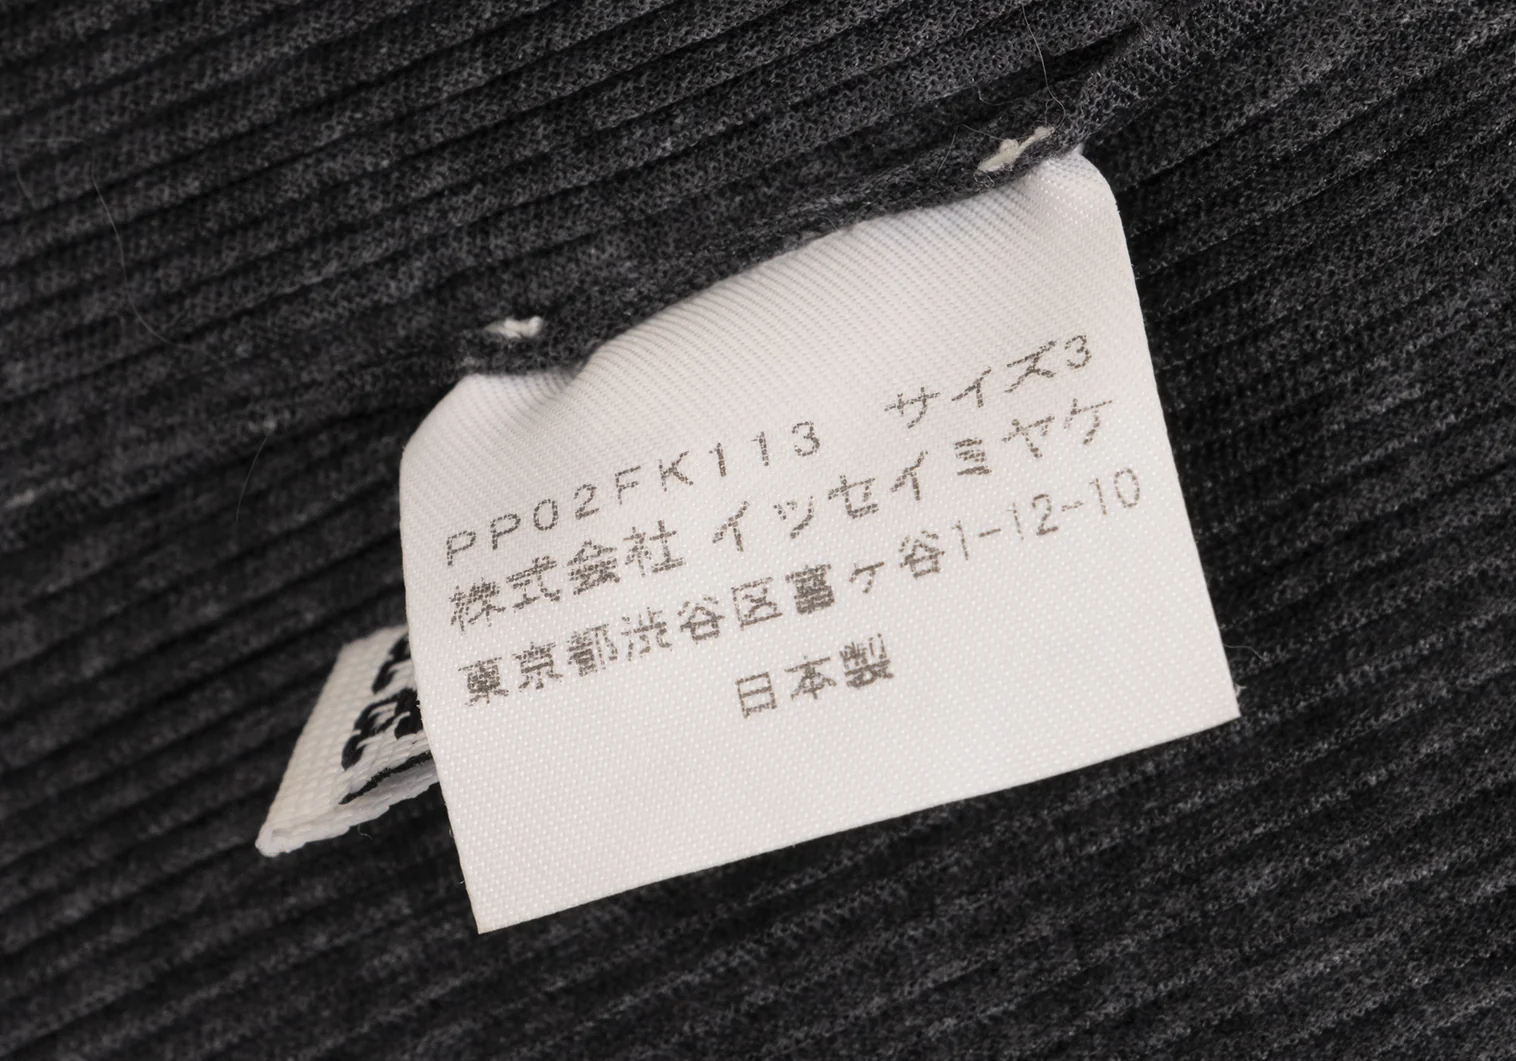 PP02FK113　サイズ3
株式会社 イッセイミヤケ
東京都渋谷区富ヶ谷1-12-10
日本製